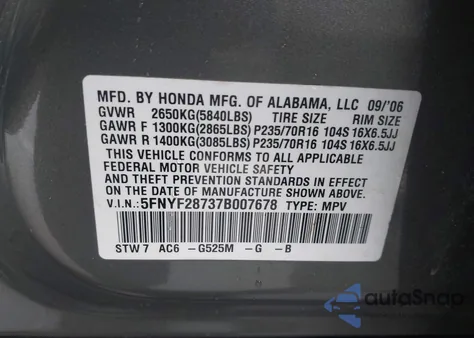 MFD. BY HONDA MFG. OF ALABAMA, LLC 09/'06
GVWR 2650KG(5840LBS) TIRE SIZE RIM SIZE
GAWR F 1300KG(2865LBS) P235/70R16 104S 16X6.5JJ
GAWR R 1400KG(3085LBS) P235/70R16 104S 16X6.5JJ
THIS VEHICLE CONFORMS TO ALL APPLICABLE
FEDERAL MOTOR VEHICLE SAFETY
AND THEFT PREVENTION STANDARDS IN EFFECT
ON THE DATE OF MANUFACTURE SHOWN ABOVE.
V.I.N.: 5FNYF28737B007678 TYPE: MPV
STW 7 AC6 -G525M -G -B
autoSnap